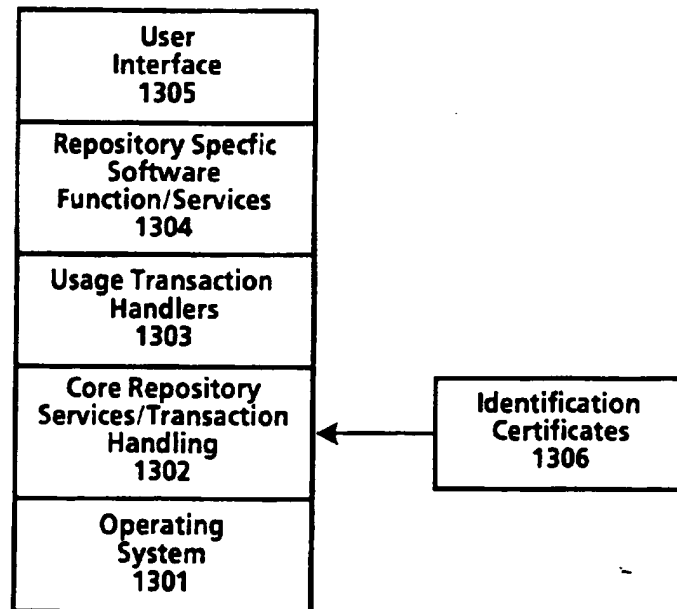 User
Interface
1305
Repository Specfic
Software
Function/Services
1304
Usage Transaction
Handlers
1303
Core Repository
Services/Transaction
Handling
1302
Identification
Certificates
1306
Operating
System
1301